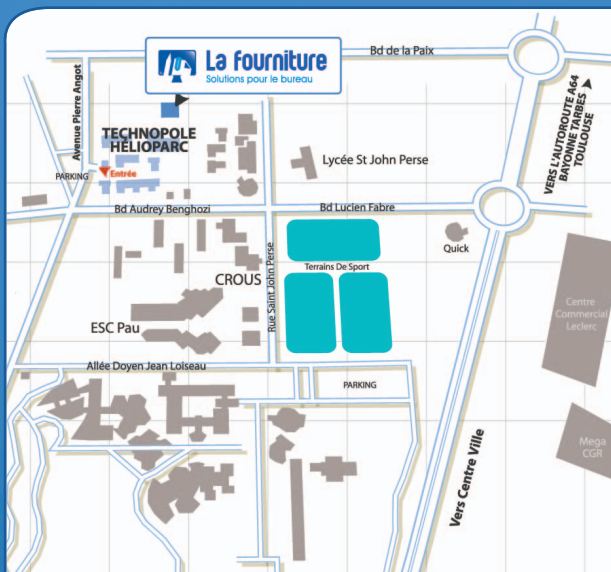 La fourniture
Solutions pour le bureau
Bd de la Paix
Avenue Pierre Angot
VERS L'AUTOROUTE A64
BAYONNE TARBES
TOULOUSE
TECHNOPOLE
HÉLIOPARC
Lycée St John Perse
PARKING
Entrée
Bd Audrey Benghozi
Bd Lucien Fabre
Rue Saint John Perse
Quick
Terrains De Sport
CROUS
Centre
Commercial
Leclerc
ESC Pau
Allée Doyen Jean Loiseau
PARKING
Vers Centre Ville
Mega
CGR